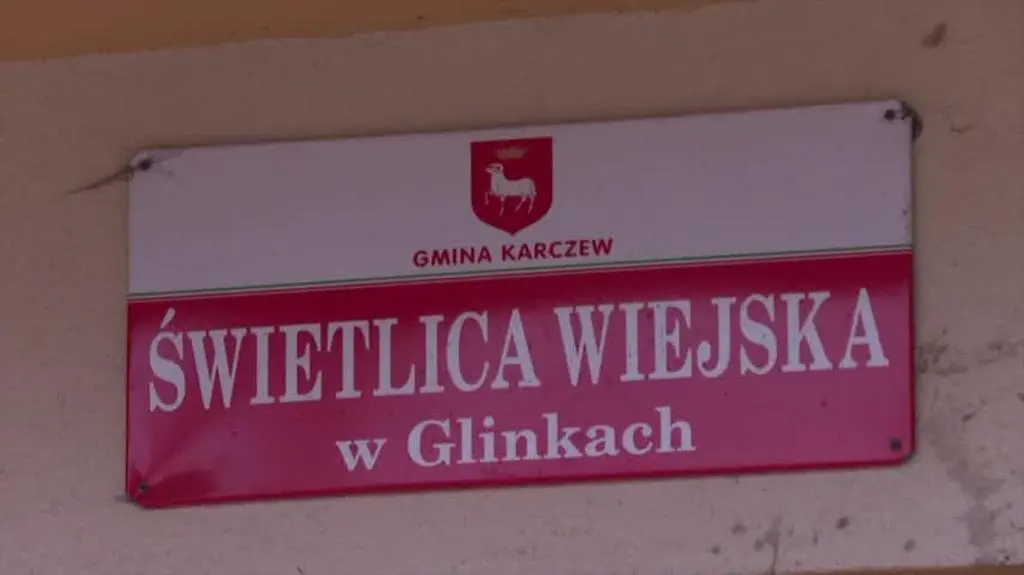 GMINA KARCZEW
ŚWIETLICA WIEJSKA
w Glinkach